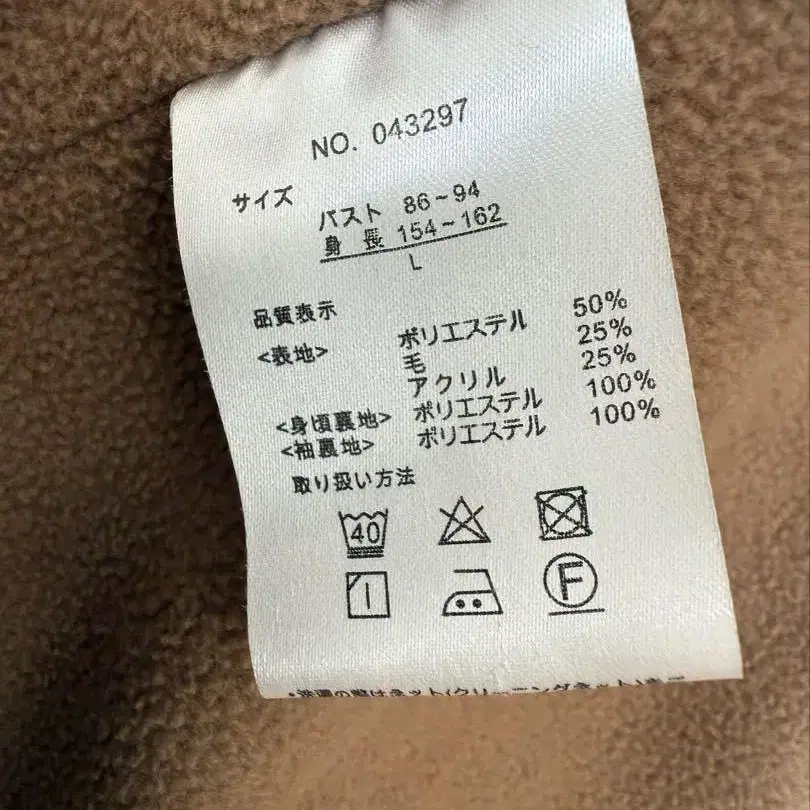 NO. 043297
サイズ
バスト 86~94
身長 154~162
L
品質表示
<表地> ポリエステル 50%
毛 25%
アクリル 25%
<身頃裏地> ポリエステル 100%
<袖裏地> ポリエステル 100%
取り扱い方法
40
F